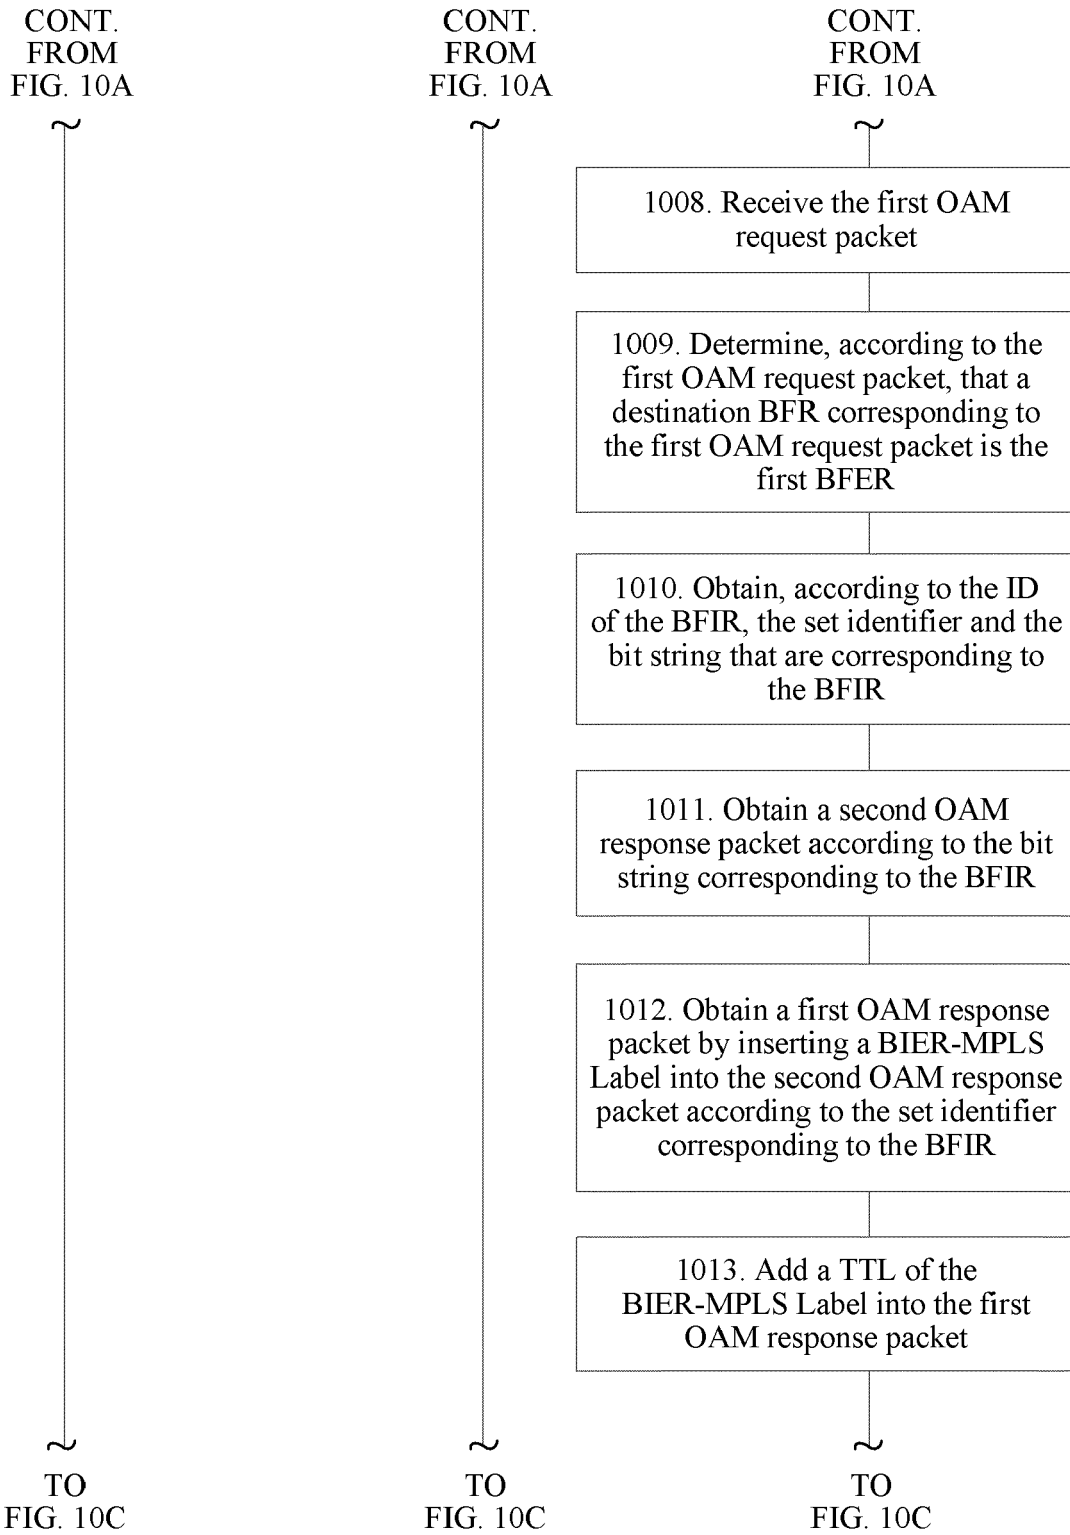 CONT.
FROM
FIG. 10A
CONT.
FROM
FIG. 10A
CONT.
FROM
FIG. 10A
1008. Receive the first OAM
request packet
1009. Determine, according to the
first OAM request packet, that a
destination BFR corresponding to
the first OAM request packet is the
first BFER
1010. Obtain, according to the ID
of the BFIR, the set identifier and the
bit string that are corresponding to
the BFIR
1011. Obtain a second OAM
response packet according to the bit
string corresponding to the BFIR
1012. Obtain a first OAM response
packet by inserting a BIER-MPLS
Label into the second OAM response
packet according to the set identifier
corresponding to the BFIR
1013. Add a TTL of the
BIER-MPLS Label into the first
OAM response packet
TO
FIG. 10C
TO
FIG. 10C
TO
FIG. 10C